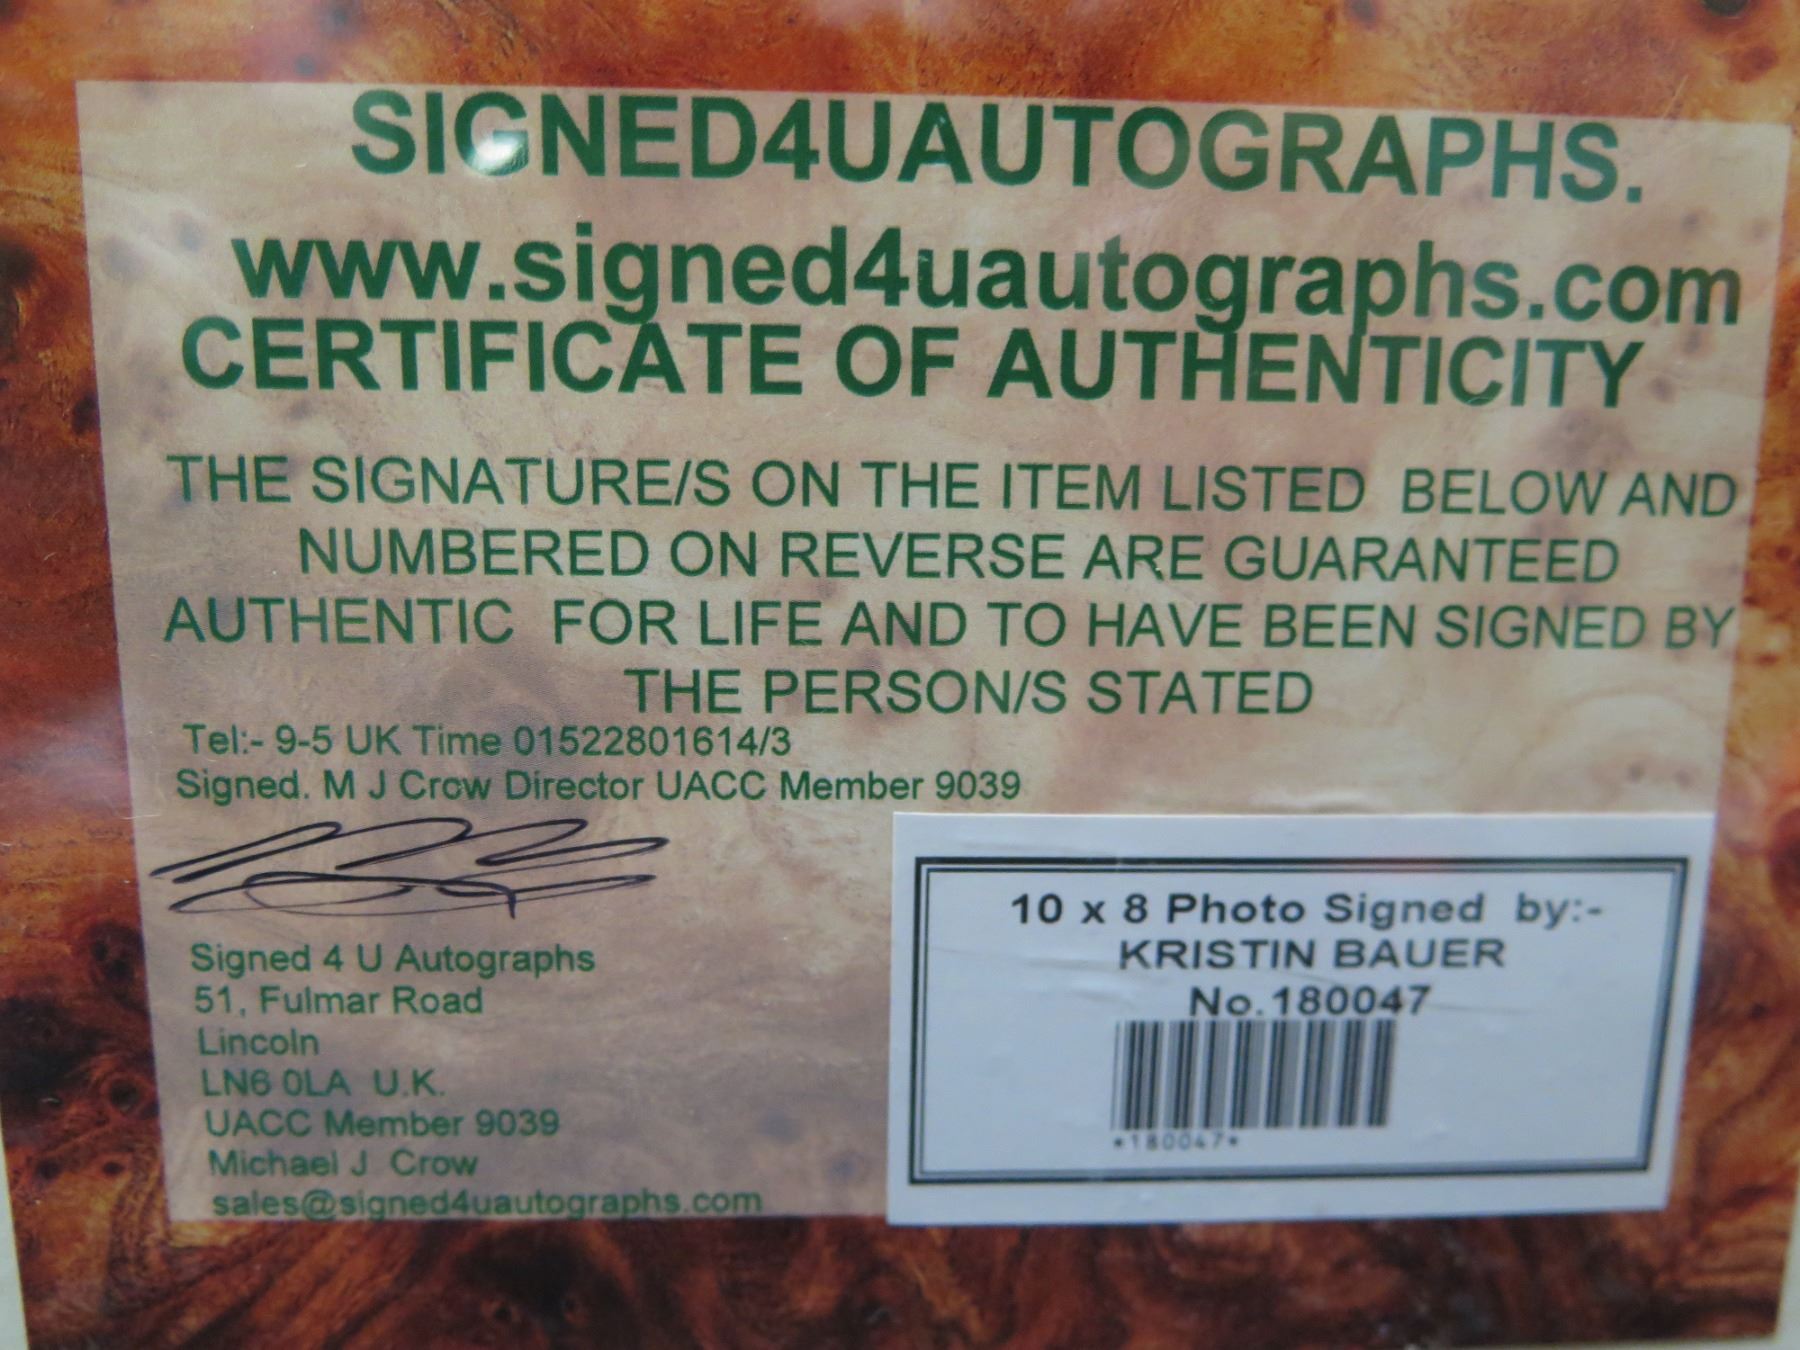 SIGNED4UAUTOGRAPHS.
www.signed4uautographs.com
CERTIFICATE OF AUTHENTICITY
THE SIGNATURE/S ON THE ITEM LISTED BELOW AND
NUMBERED ON REVERSE ARE GUARANTEED
AUTHENTIC FOR LIFE AND TO HAVE BEEN SIGNED BY
THE PERSON/S STATED
Tel:- 9-5 UK Time 01522801614/3
Signed. M J Crow Director UACC Member 9039
Signed 4 U Autographs
51, Fulmar Road
Lincoln
LN6 0LA U.K.
UACC Member 9039
Michael J Crow
sales@signed4uautographs.com
10 x 8 Photo Signed by:-
KRISTIN BAUER
No.180047
*180047*